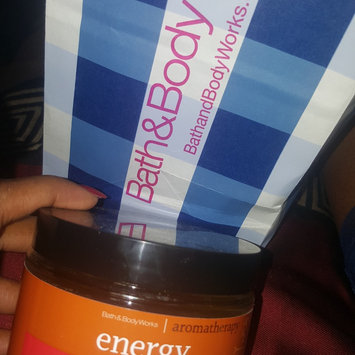 Bath&Body
BathandBodyWorks.
Bath&BodyWorks | aromatherapy
energy